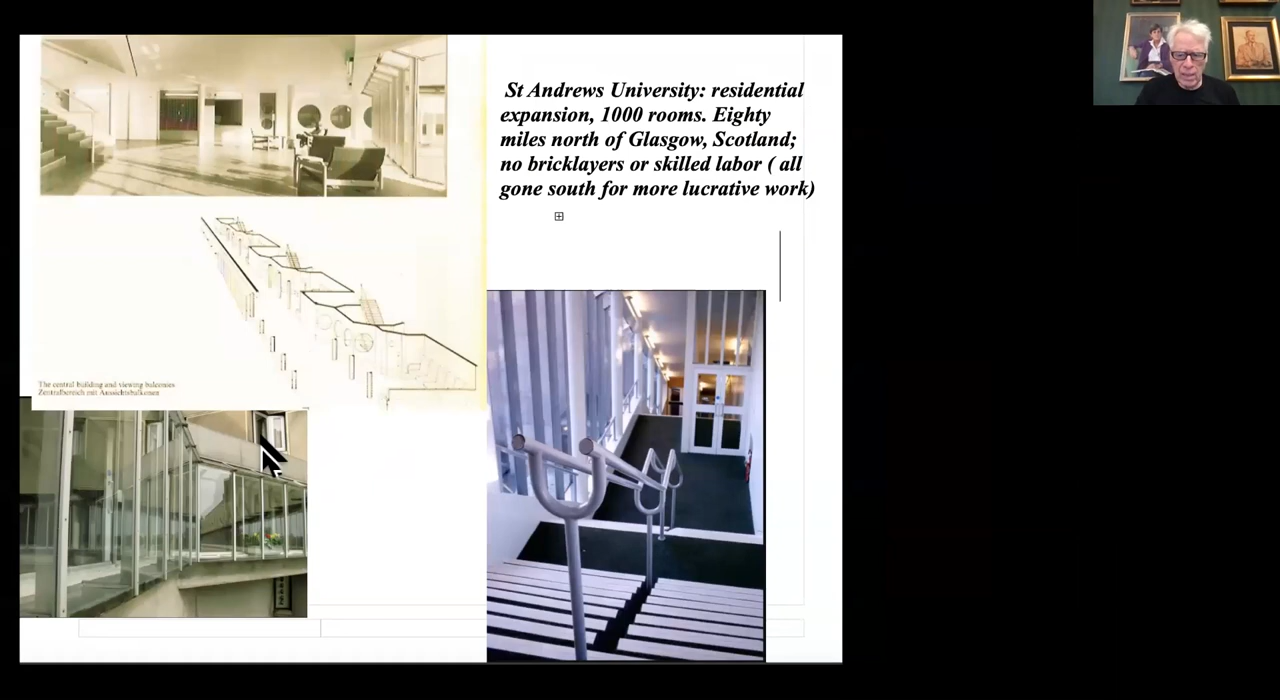 St Andrews University: residential
expansion, 1000 rooms. Eighty
miles north of Glasgow, Scotland;
no bricklayers or skilled labor ( all
gone south for more lucrative work)
The central building and viewing balconies
Zentralbereich mit Aussichtsbalkonen